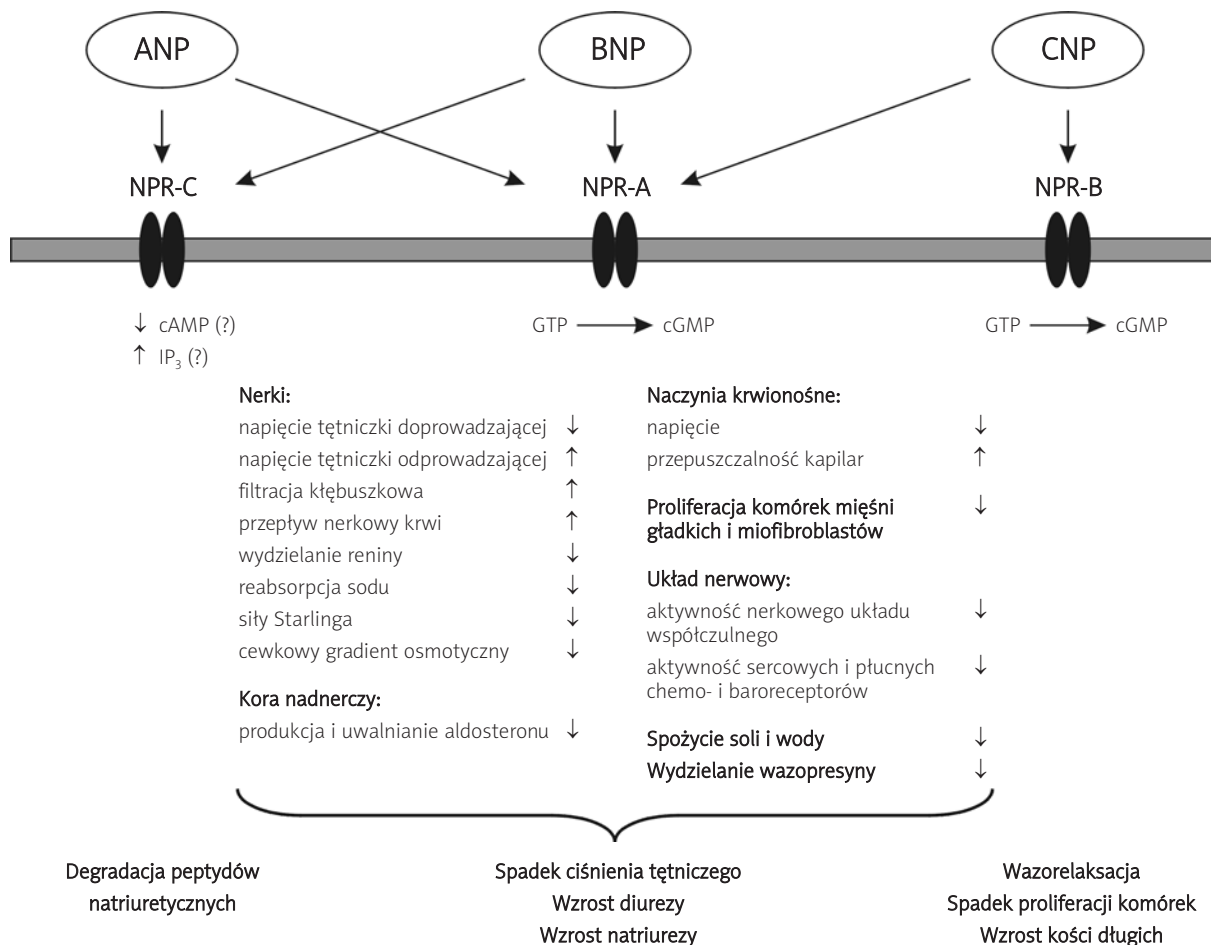 ANP
BNP
CNP
NPR-C
NPR-A
NPR-B
↓ cAMP (?)
↑ IP₃ (?)
GTP → cGMP
GTP → cGMP
Nerki:
napięcie tętniczki doprowadzającej ↓
napięcie tętniczki odprowadzającej ↑
filtracja kłębuszkowa ↑
przepływ nerkowy krwi ↑
wydzielanie reniny ↓
reabsorpcja sodu ↓
siły Starlinga ↓
cewkowy gradient osmotyczny ↓
Kora nadnerczy:
produkcja i uwalnianie aldosteronu ↓
Naczynia krwionośne:
napięcie ↓
przepuszczalność kapilar ↑
Proliferacja komórek mięśni ↓
gładkich i miofibroblastów
Układ nerwowy:
aktywność nerkowego układu ↓
współczulnego
aktywność sercowych i płucnych ↓
chemo- i baroreceptorów
Spożycie soli i wody ↓
Wydzielanie wazopresyny ↓
Degradacja peptydów
natriuretycznych
Spadek ciśnienia tętniczego
Wzrost diurezy
Wzrost natriurezy
Wazorelaksacja
Spadek proliferacji komórek
Wzrost kości długich